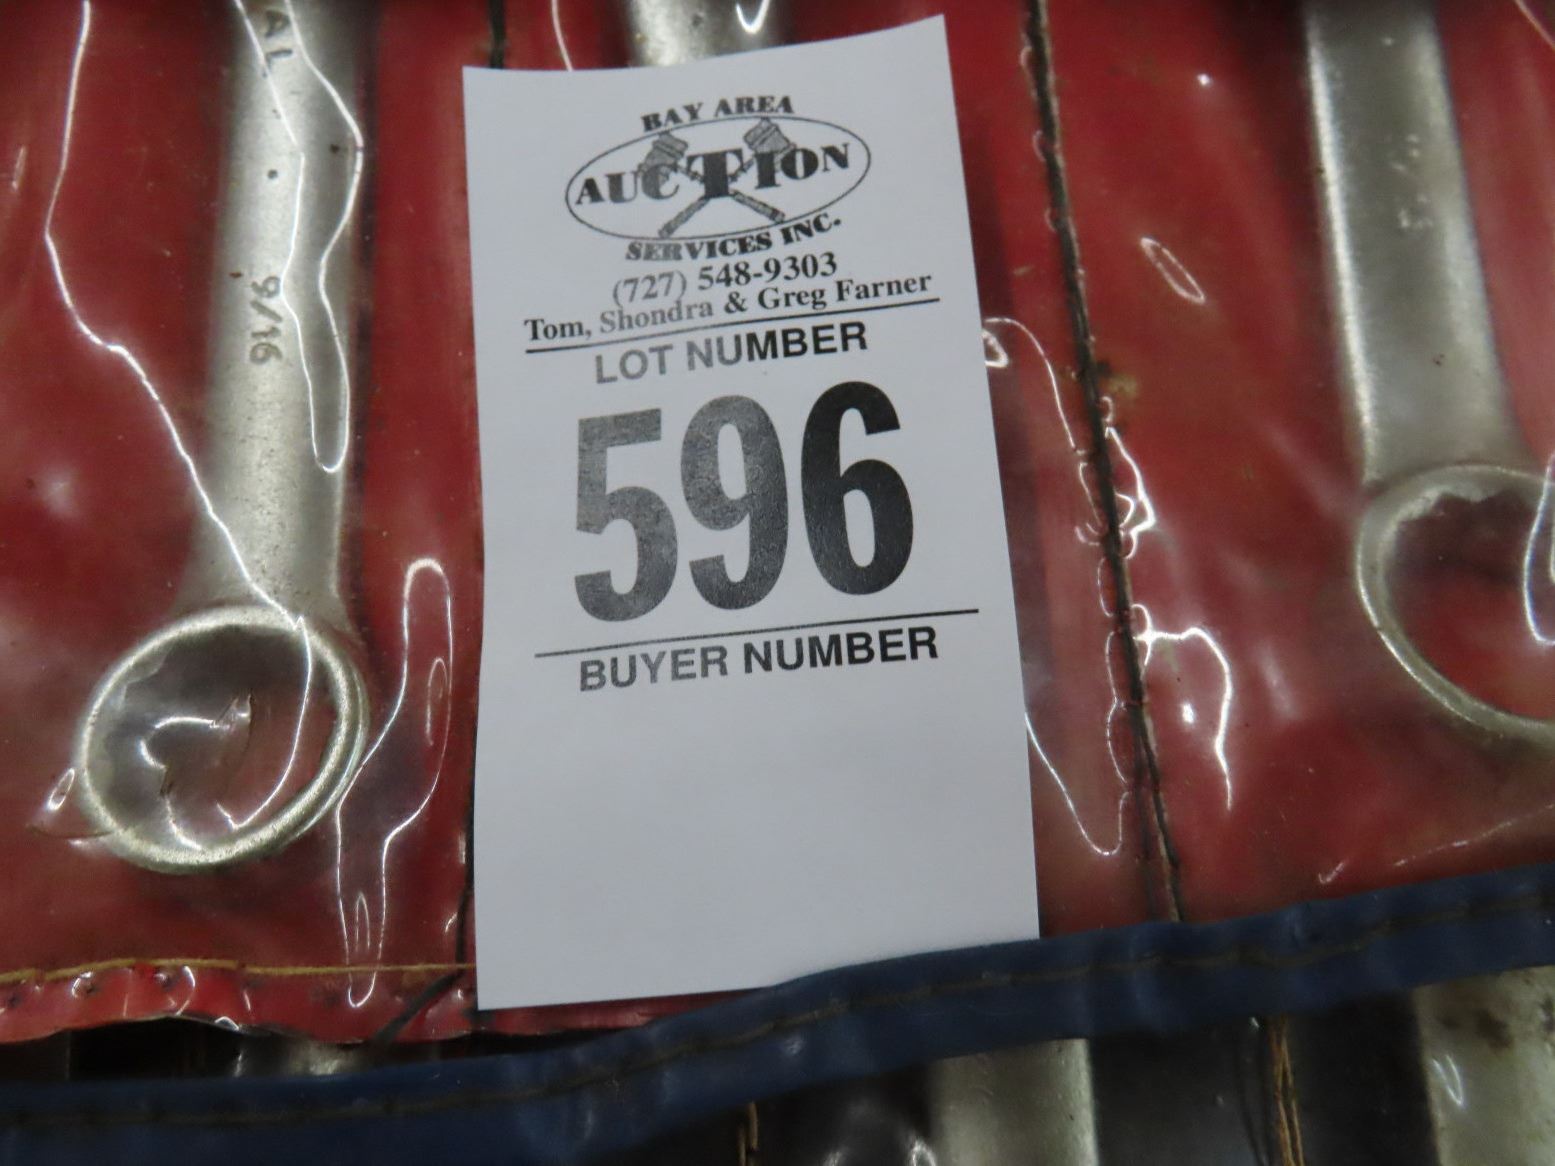 BAY AREA
AUCTION
SERVICES INC.
(727) 548-9303
Tom, Shondra & Greg Farner
LOT NUMBER
596
BUYER NUMBER
AL
9/16